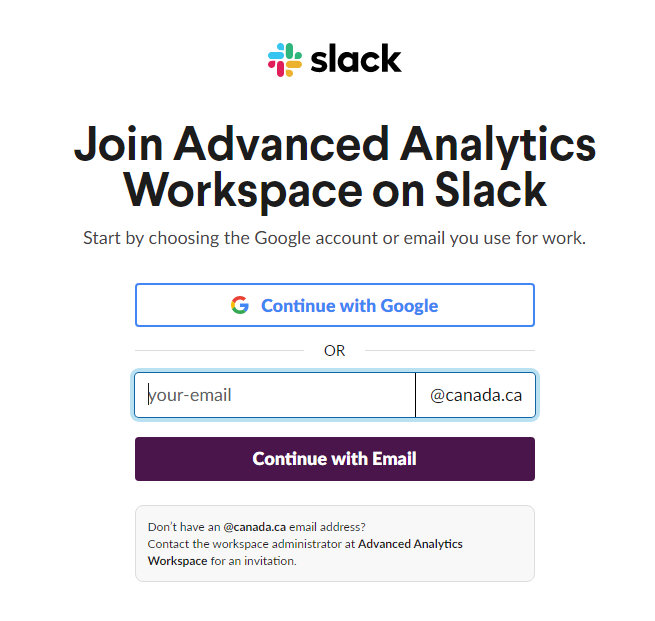 slack
Join Advanced Analytics
Workspace on Slack
Start by choosing the Google account or email you use for work.
Continue with Google
OR
your-email @canada.ca
Continue with Email
Don’t have an @canada.ca email address?
Contact the workspace administrator at Advanced Analytics
Workspace for an invitation.